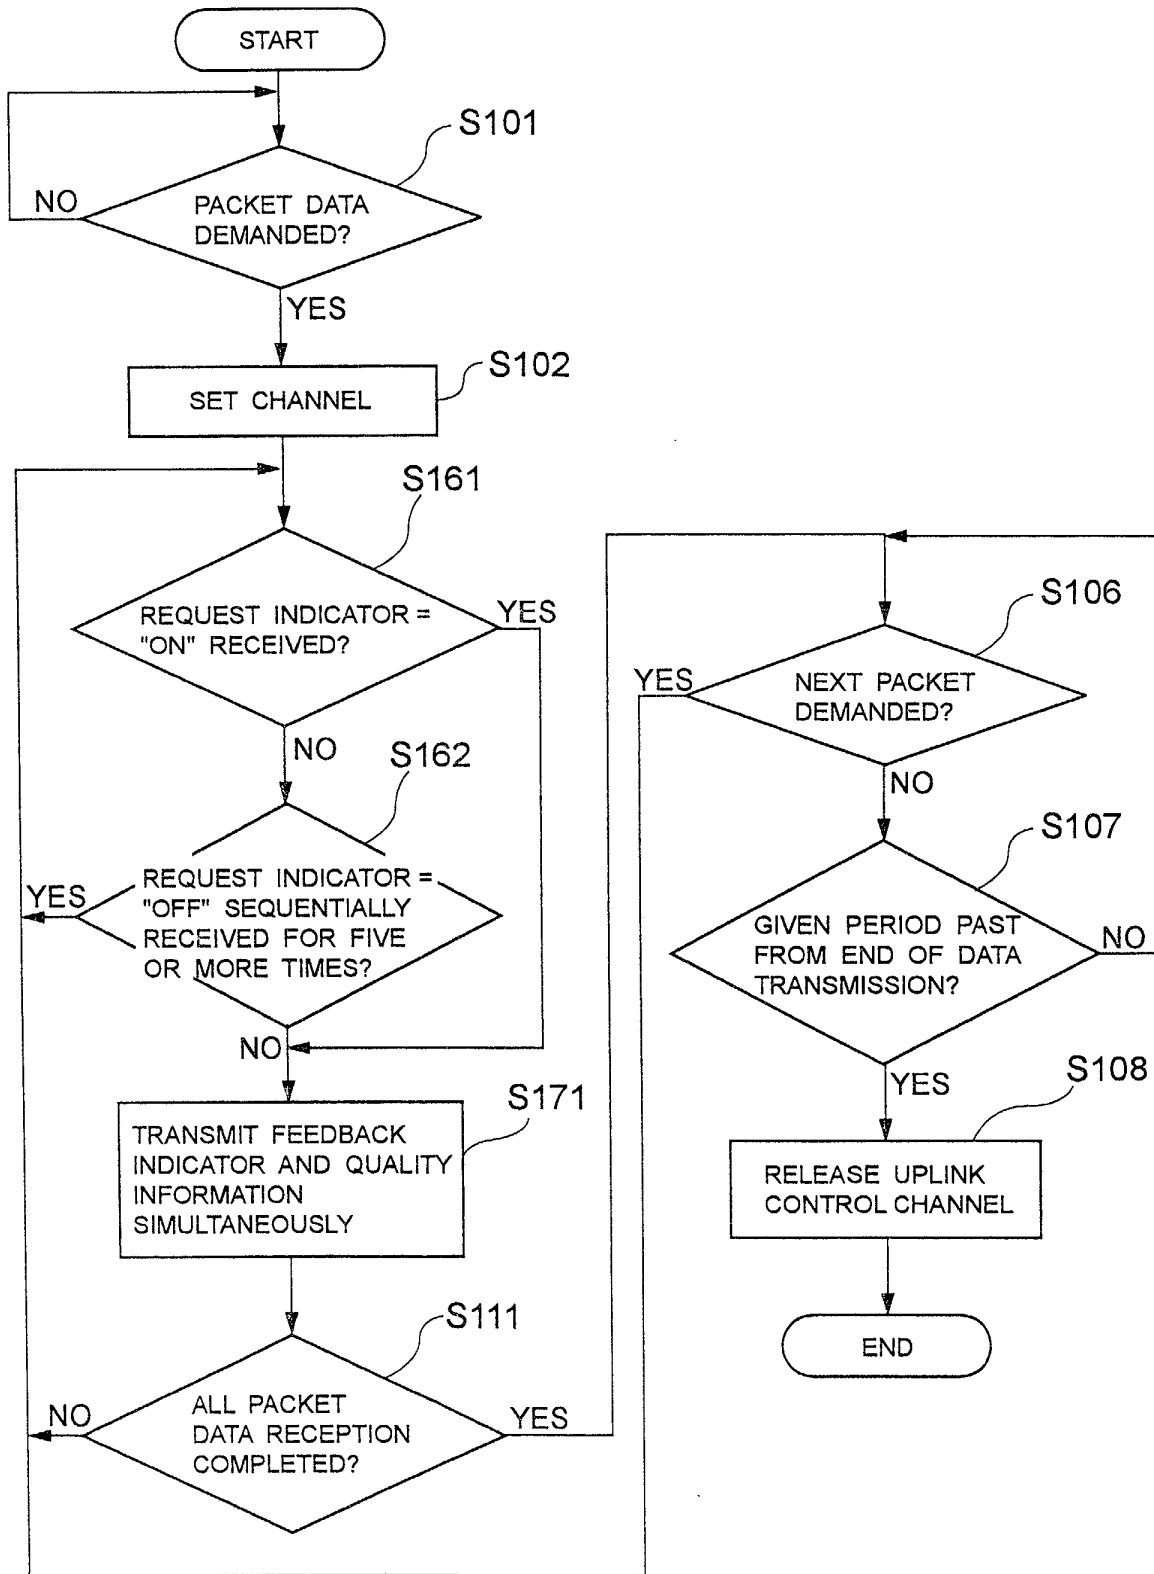 START
S101
NO
PACKET DATA
DEMANDED?
YES
S102
SET CHANNEL
S161
REQUEST INDICATOR =
"ON" RECEIVED?
YES
NO
S162
YES
REQUEST INDICATOR =
"OFF" SEQUENTIALLY
RECEIVED FOR FIVE
OR MORE TIMES?
NO
S171
TRANSMIT FEEDBACK
INDICATOR AND QUALITY
INFORMATION
SIMULTANEOUSLY
S111
NO
ALL PACKET
DATA RECEPTION
COMPLETED?
YES
S106
YES
NEXT PACKET
DEMANDED?
NO
S107
GIVEN PERIOD PAST
FROM END OF DATA
TRANSMISSION?
NO
YES
S108
RELEASE UPLINK
CONTROL CHANNEL
END